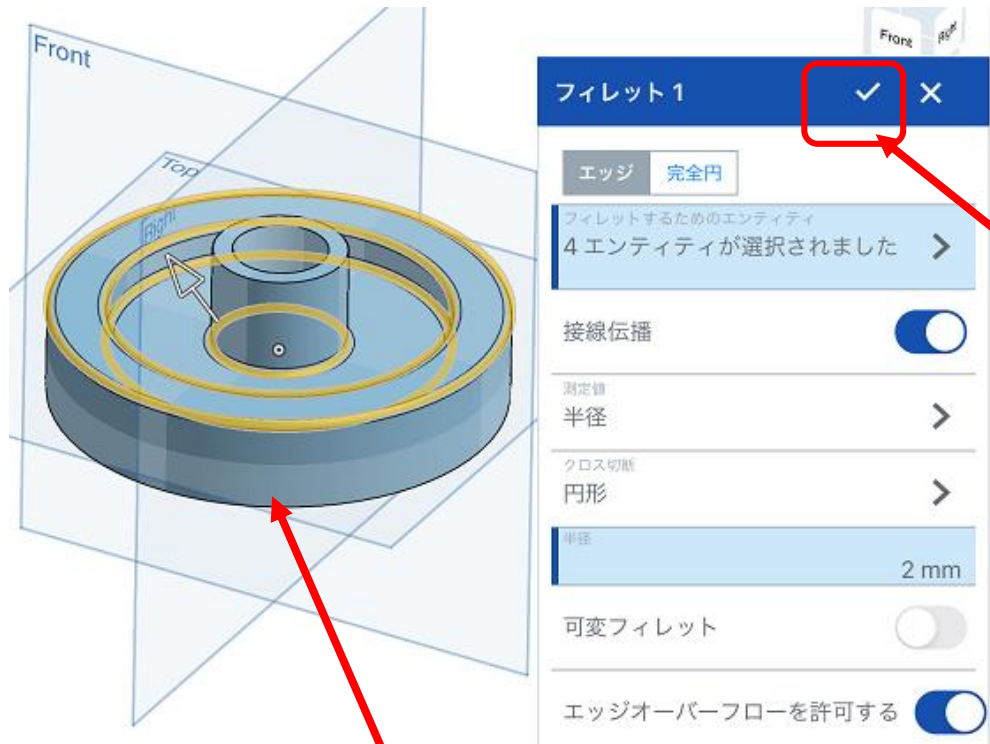 Front
Top
Right
Front
Right
フィレット 1
エッジ
完全円
フィレットするためのエンティティ
4 エンティティが選択されました
接線伝播
測定値
半径
クロス切断
円形
半径
2 mm
可変フィレット
エッジオーバーフローを許可する